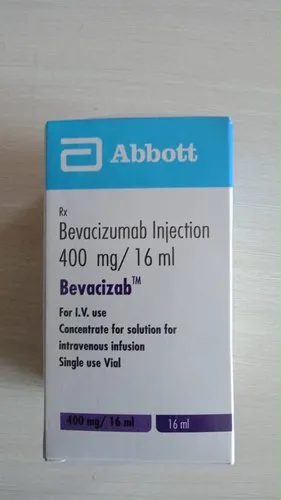 Abbott
Rx
Bevacizumab Injection
400 mg/ 16 ml
Bevacizab™
For I.V. use
Concentrate for solution for
intravenous infusion
Single use Vial
400 mg/ 16 ml 16 ml